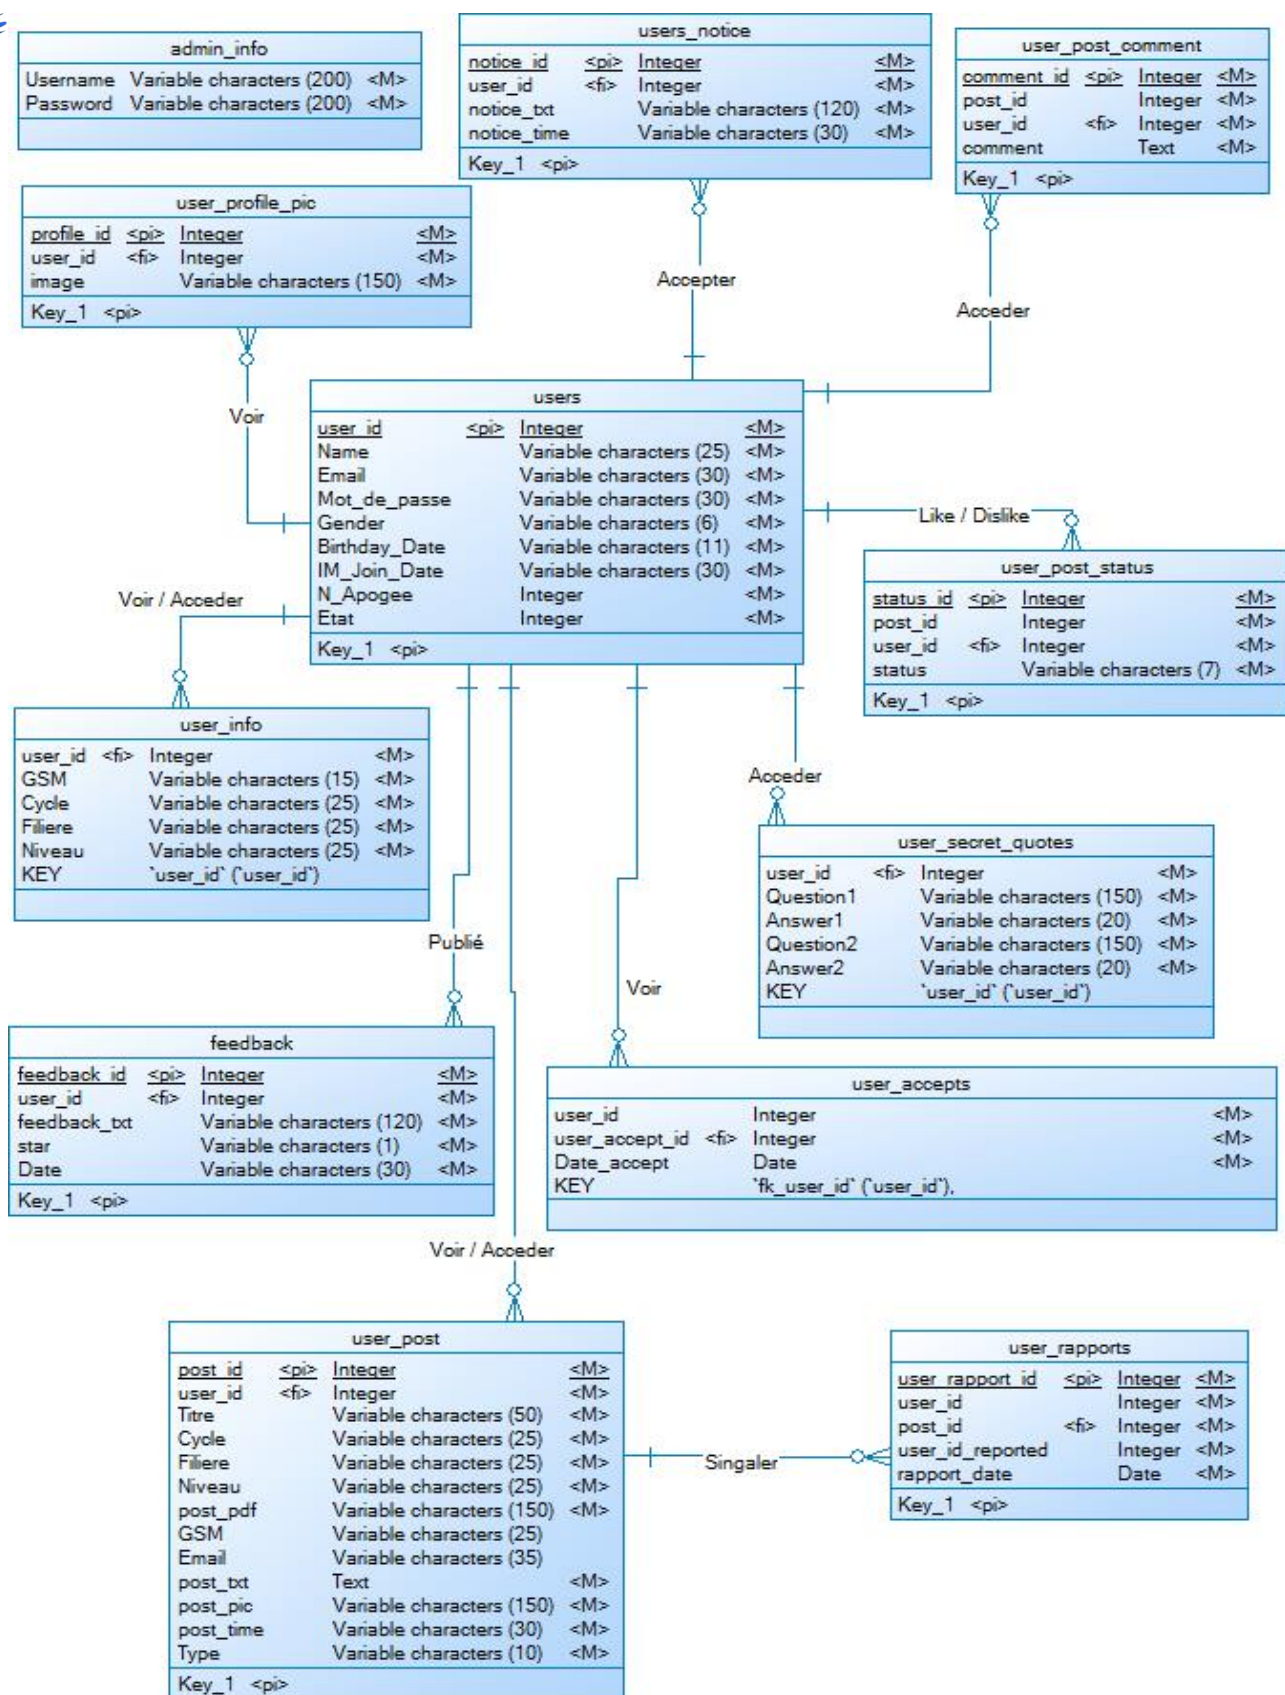 admin_info
Username Variable characters (200) <M>
Password Variable characters (200) <M>
users_notice
notice_id <pi> Integer <M>
user_id <fi> Integer <M>
notice_txt Variable characters (120) <M>
notice_time Variable characters (30) <M>
Key_1 <pi>
user_post_comment
comment_id <pi> Integer <M>
post_id Integer <M>
user_id <fi> Integer <M>
comment Text <M>
Key_1 <pi>
user_profile_pic
profile_id <pi> Integer <M>
user_id <fi> Integer <M>
image Variable characters (150) <M>
Key_1 <pi>
Accepter
Acceder
Voir
users
user_id <pi> Integer <M>
Name Variable characters (25) <M>
Email Variable characters (30) <M>
Mot_de_passe Variable characters (30) <M>
Gender Variable characters (6) <M>
Birthday_Date Variable characters (11) <M>
IM_Join_Date Variable characters (30) <M>
N_Apogee Integer <M>
Etat Integer <M>
Key_1 <pi>
Like / Dislike
user_post_status
status_id <pi> Integer <M>
post_id Integer <M>
user_id <fi> Integer <M>
status Variable characters (7) <M>
Key_1 <pi>
Voir / Acceder
user_info
user_id <fi> Integer <M>
GSM Variable characters (15) <M>
Cycle Variable characters (25) <M>
Filiere Variable characters (25) <M>
Niveau Variable characters (25) <M>
KEY `user_id` (`user_id`)
Acceder
user_secret_quotes
user_id <fi> Integer <M>
Question1 Variable characters (150) <M>
Answer1 Variable characters (20) <M>
Question2 Variable characters (150) <M>
Answer2 Variable characters (20) <M>
KEY `user_id` (`user_id`)
Publié
Voir
feedback
feedback_id <pi> Integer <M>
user_id <fi> Integer <M>
feedback_txt Variable characters (120) <M>
star Variable characters (1) <M>
Date Variable characters (30) <M>
Key_1 <pi>
user_accepts
user_id Integer <M>
user_accept_id <fi> Integer <M>
Date_accept Date <M>
KEY `fk_user_id` (`user_id`),
Voir / Acceder
user_post
post_id <pi> Integer <M>
user_id <fi> Integer <M>
Titre Variable characters (50) <M>
Cycle Variable characters (25) <M>
Filiere Variable characters (25) <M>
Niveau Variable characters (25) <M>
post_pdf Variable characters (150) <M>
GSM Variable characters (25)
Email Variable characters (35)
post_txt Text <M>
post_pic Variable characters (150) <M>
post_time Variable characters (30) <M>
Type Variable characters (10) <M>
Key_1 <pi>
Singaler
user_rapports
user_rapport_id <pi> Integer <M>
user_id Integer <M>
post_id <fi> Integer <M>
user_id_reported Integer <M>
rapport_date Date <M>
Key_1 <pi>